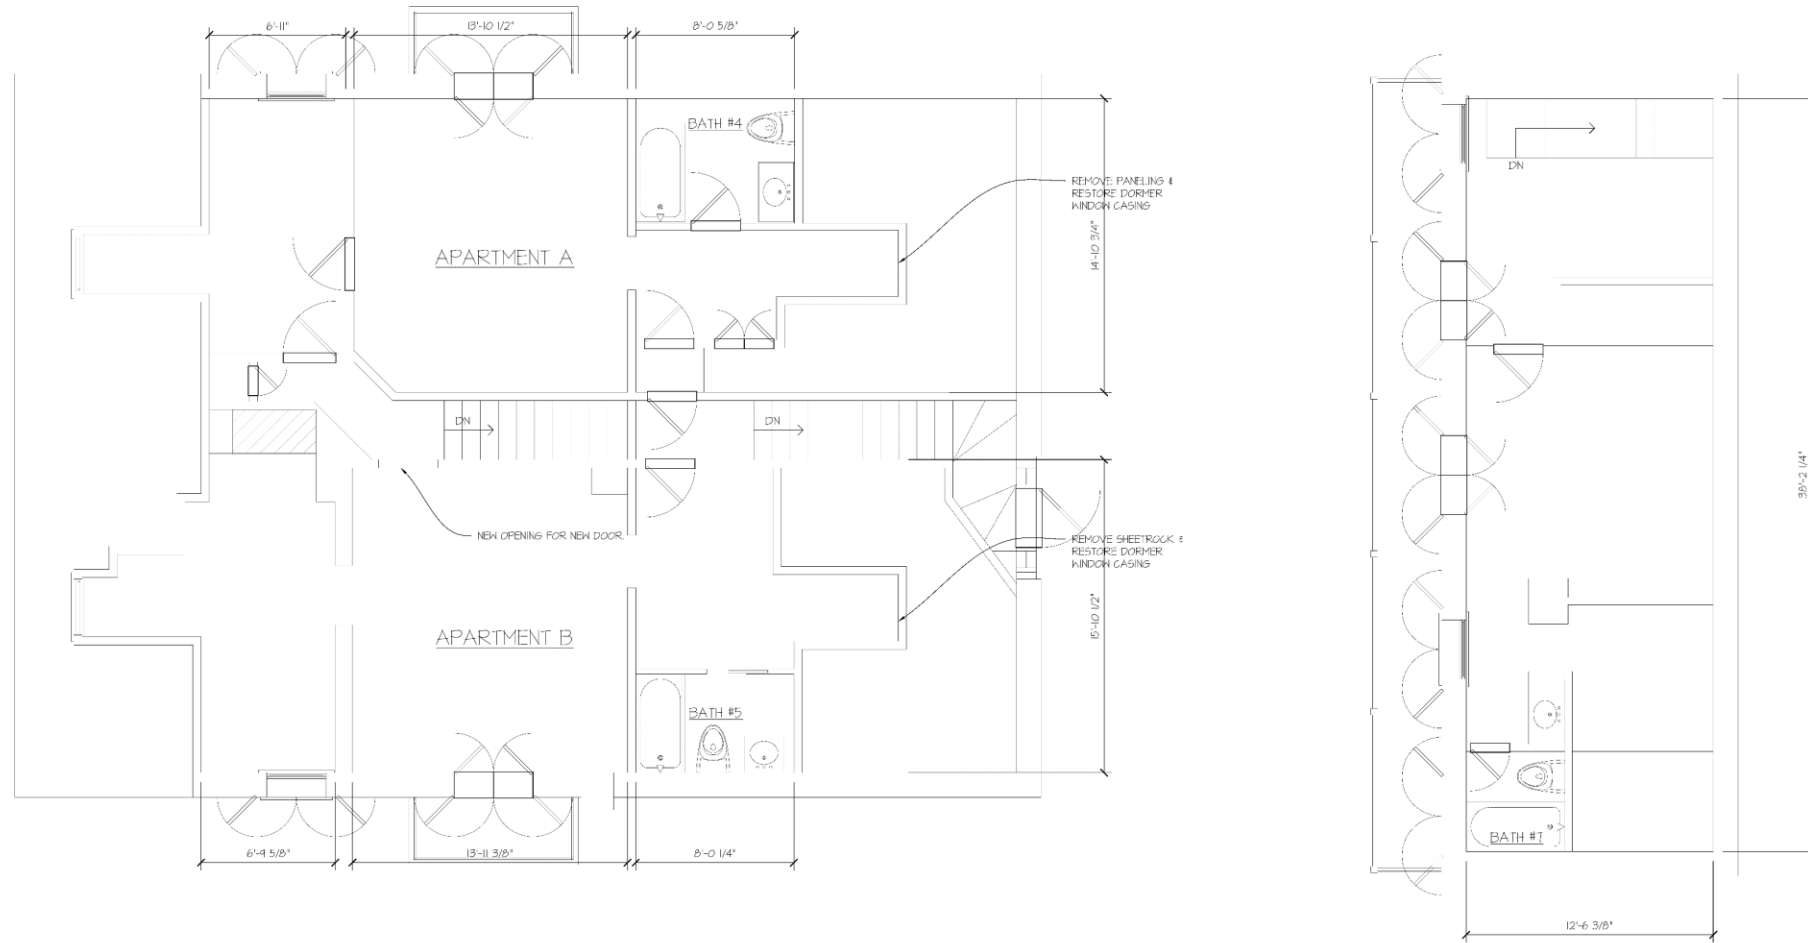 6'-11"
13'-10 1/2"
8'-0 5/8"
BATH #4
DN
REMOVE PANELING &
RESTORE DORMER
WINDOW CASING
14'-10 3/4"
APARTMENT A
DN
DN
38'-2 1/4"
NEW OPENING FOR NEW DOOR.
REMOVE SHEETROCK &
RESTORE DORMER
WINDOW CASING
15'-10 1/2"
APARTMENT B
BATH #5
BATH #7
6'-9 5/8"
13'-11 3/8"
8'-0 1/4"
12'-6 3/8"